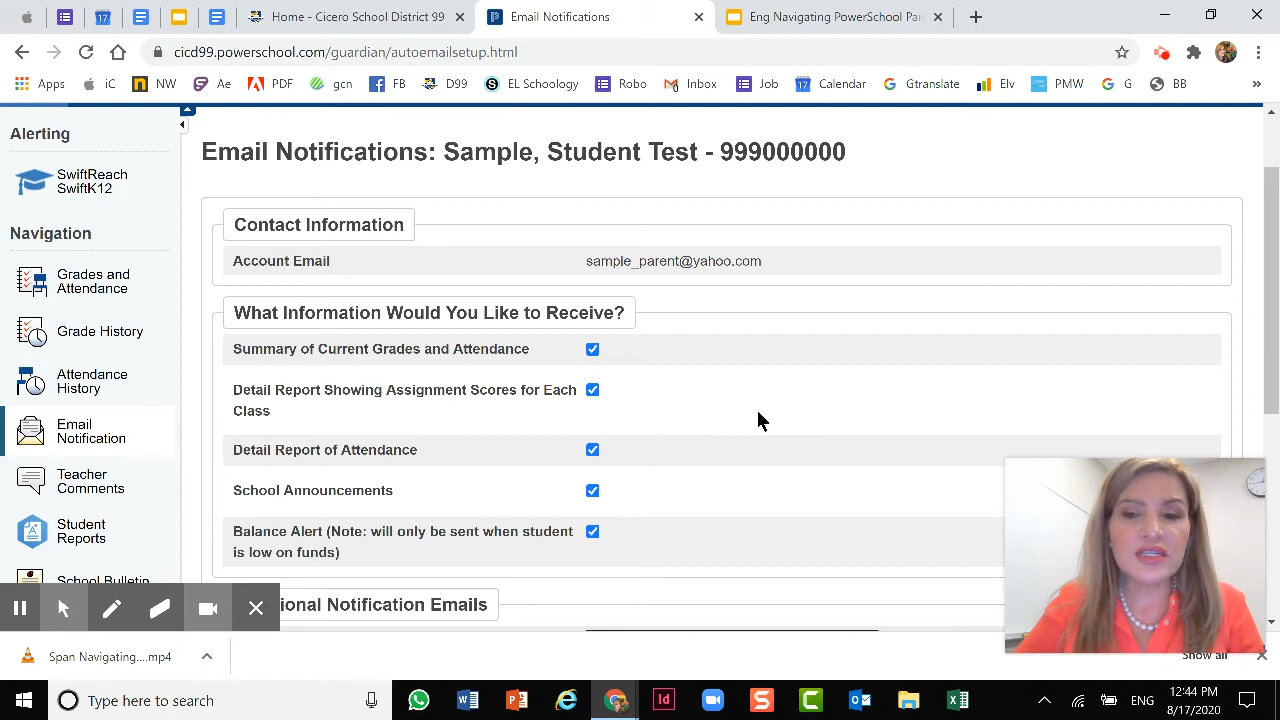 Home - Cicero School District 99
Email Notifications
Eng Navigating PowerSchool Pa
cicd99.powerschool.com/guardian/autoemailsetup.html
Apps
iC
NW
Ae
PDF
gcn
FB
D99
EL Schoology
Robo
Inbox
Job
Calendar
Gtranslate
Elv
PMW
G
BB
»
Alerting
SwiftReach
SwiftK12
Navigation
Grades and
Attendance
Grade History
Attendance
History
Email
Notification
Teacher
Comments
Student
Reports
School Bulletin
Email Notifications: Sample, Student Test - 999000000
Contact Information
Account Email sample_parent@yahoo.com
What Information Would You Like to Receive?
Summary of Current Grades and Attendance
Detail Report Showing Assignment Scores for Each
Class
Detail Report of Attendance
School Announcements
Balance Alert (Note: will only be sent when student
is low on funds)
ional Notification Emails
Span Navigating....mp4
Show all
Type here to search
ENG
12:44 PM
8/17/2020